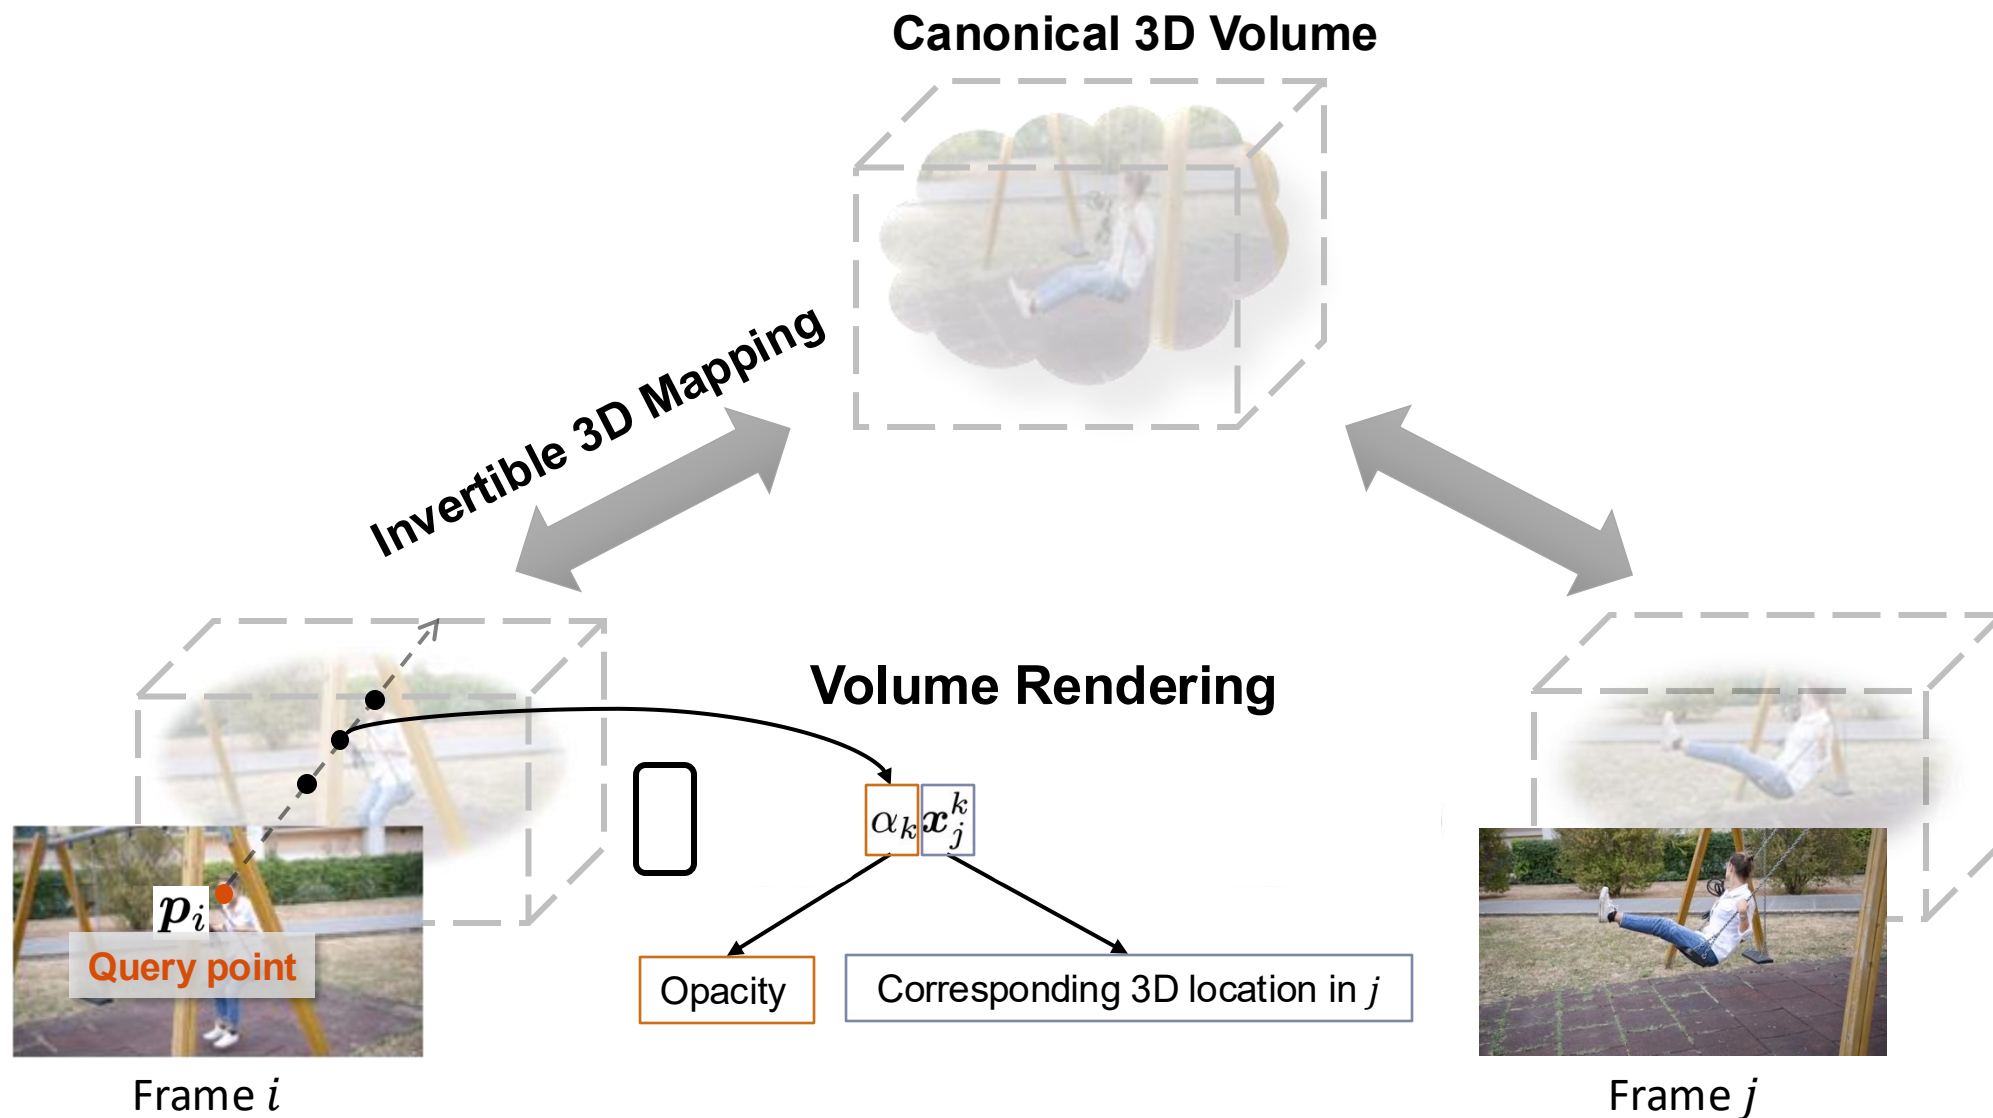 Canonical 3D Volume
Invertible 3D Mapping
Volume Rendering
α_k x_j^k
p_i
Query point
Opacity
Corresponding 3D location in j
Frame i
Frame j